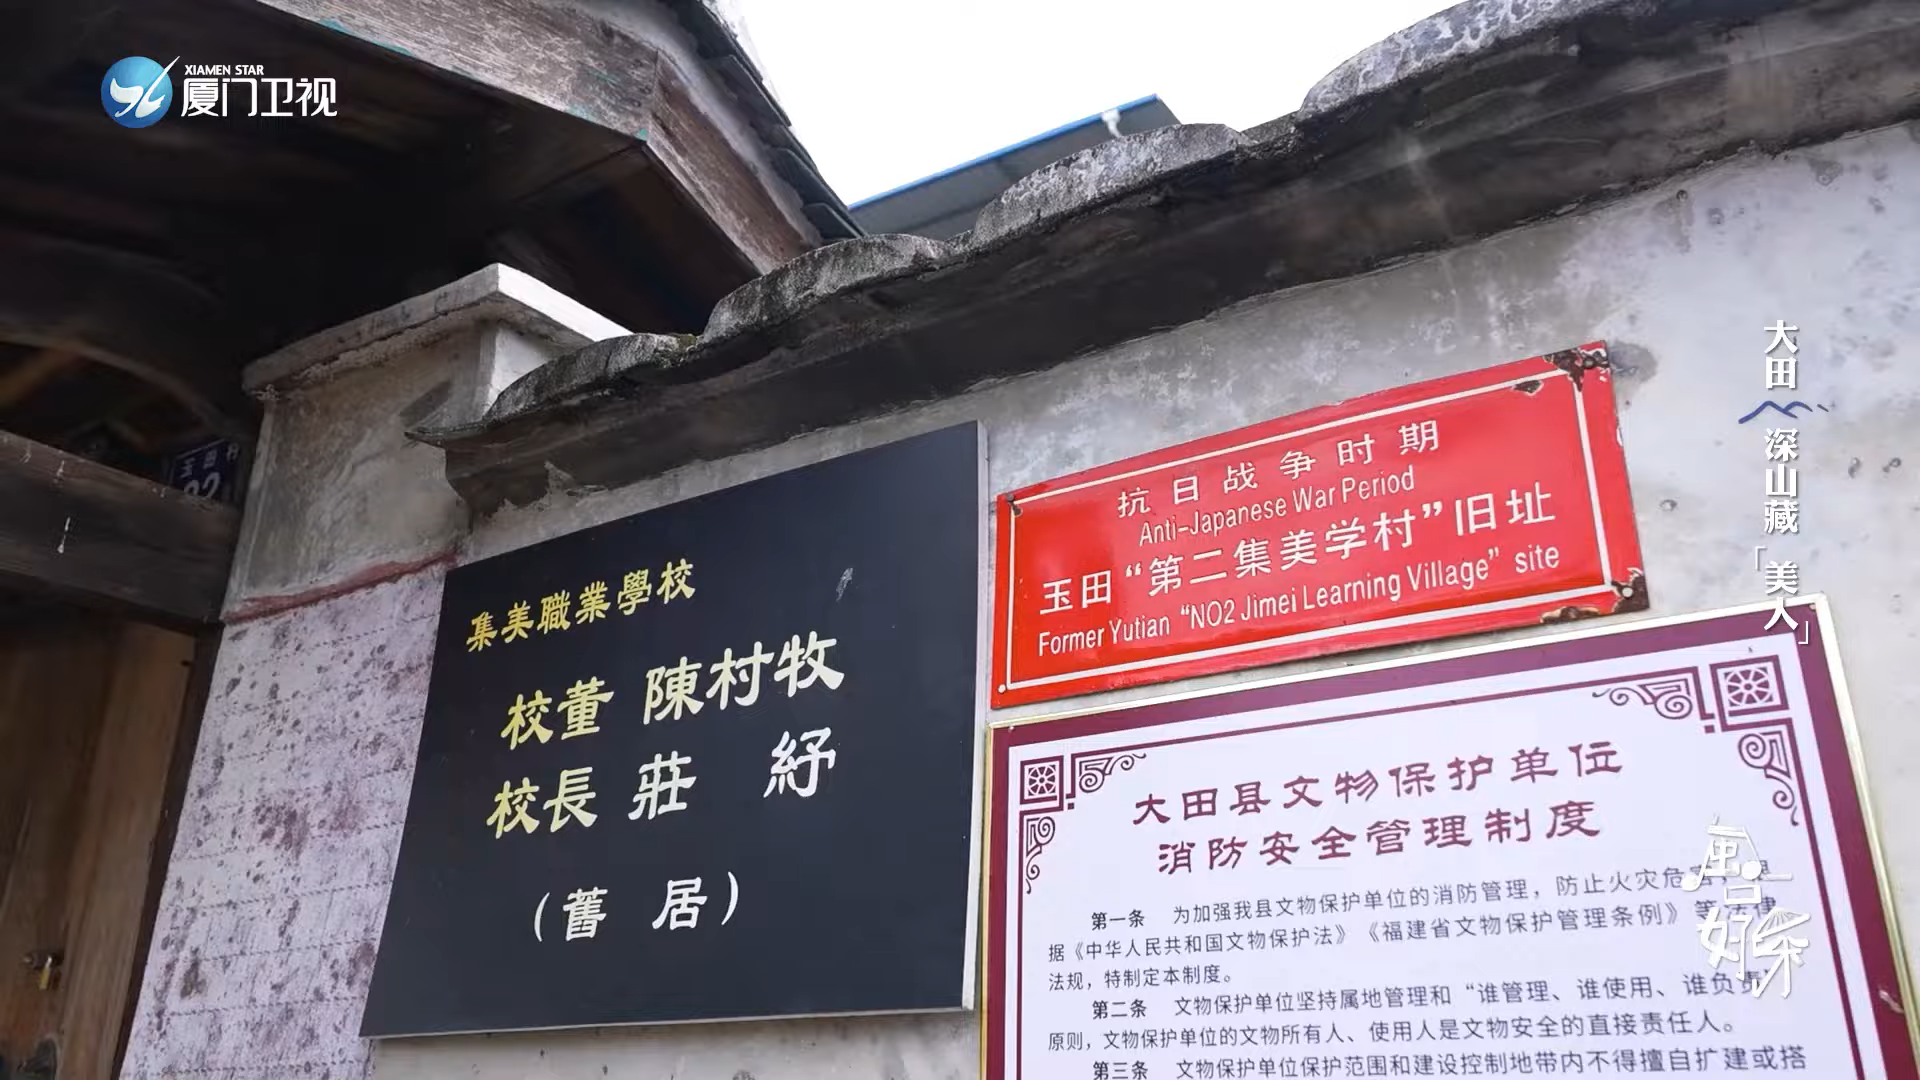 XIAMEN STAR
厦门卫视
大田 深山藏「美人」
玉田村
集美職業學校
校董 陳村牧
校長 莊 紓
（舊 居）
抗日战争时期
Anti-Japanese War Period
玉田“第二集美学村”旧址
Former Yutian “NO2 Jimei Learning Village” site
大田县文物保护单位
消防安全管理制度
第一条 为加强我县文物保护单位的消防管理，防止火灾危害
据《中华人民共和国文物保护法》《福建省文物保护管理条例》等法律
法规，特制定本制度。
第二条 文物保护单位坚持属地管理和“谁管理、谁使用、谁负责
原则，文物保护单位的文物所有人、使用人是文物安全的直接责任人。
第三条 文物保护单位保护范围和建设控制地带内不得擅自扩建或搭